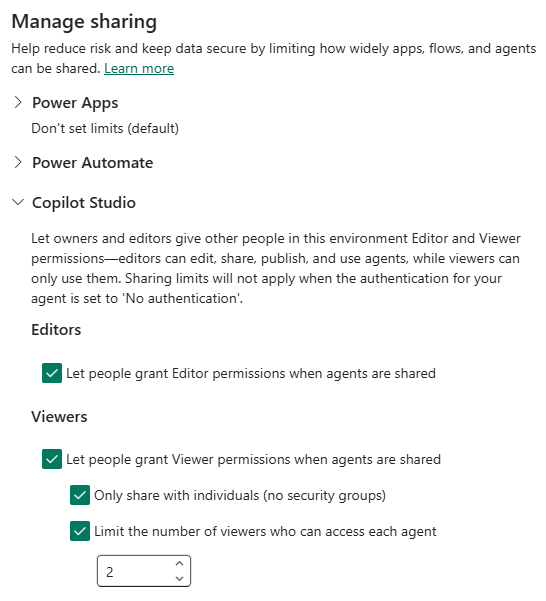 Manage sharing
Help reduce risk and keep data secure by limiting how widely apps, flows, and agents
can be shared. Learn more
Power Apps
Don't set limits (default)
Power Automate
Copilot Studio
Let owners and editors give other people in this environment Editor and Viewer
permissions—editors can edit, share, publish, and use agents, while viewers can
only use them. Sharing limits will not apply when the authentication for your
agent is set to 'No authentication'.
Editors
Let people grant Editor permissions when agents are shared
Viewers
Let people grant Viewer permissions when agents are shared
Only share with individuals (no security groups)
Limit the number of viewers who can access each agent
2